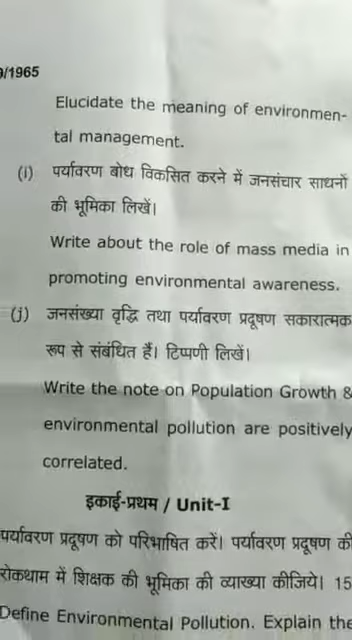 9/1965
Elucidate the meaning of environmen-
tal management.
(i) पर्यावरण बोध विकसित करने में जनसंचार साधनों
की भूमिका लिखें।
Write about the role of mass media in
promoting environmental awareness.
(j) जनसंख्या वृद्धि तथा पर्यावरण प्रदूषण सकारात्मक
रूप से संबंधित हैं। टिप्पणी लिखें।
Write the note on Population Growth &
environmental pollution are positively
correlated.
इकाई-प्रथम / Unit-I
पर्यावरण प्रदूषण को परिभाषित करें। पर्यावरण प्रदूषण की
रोकथाम में शिक्षक की भूमिका की व्याख्या कीजिये। 15
Define Environmental Pollution. Explain the